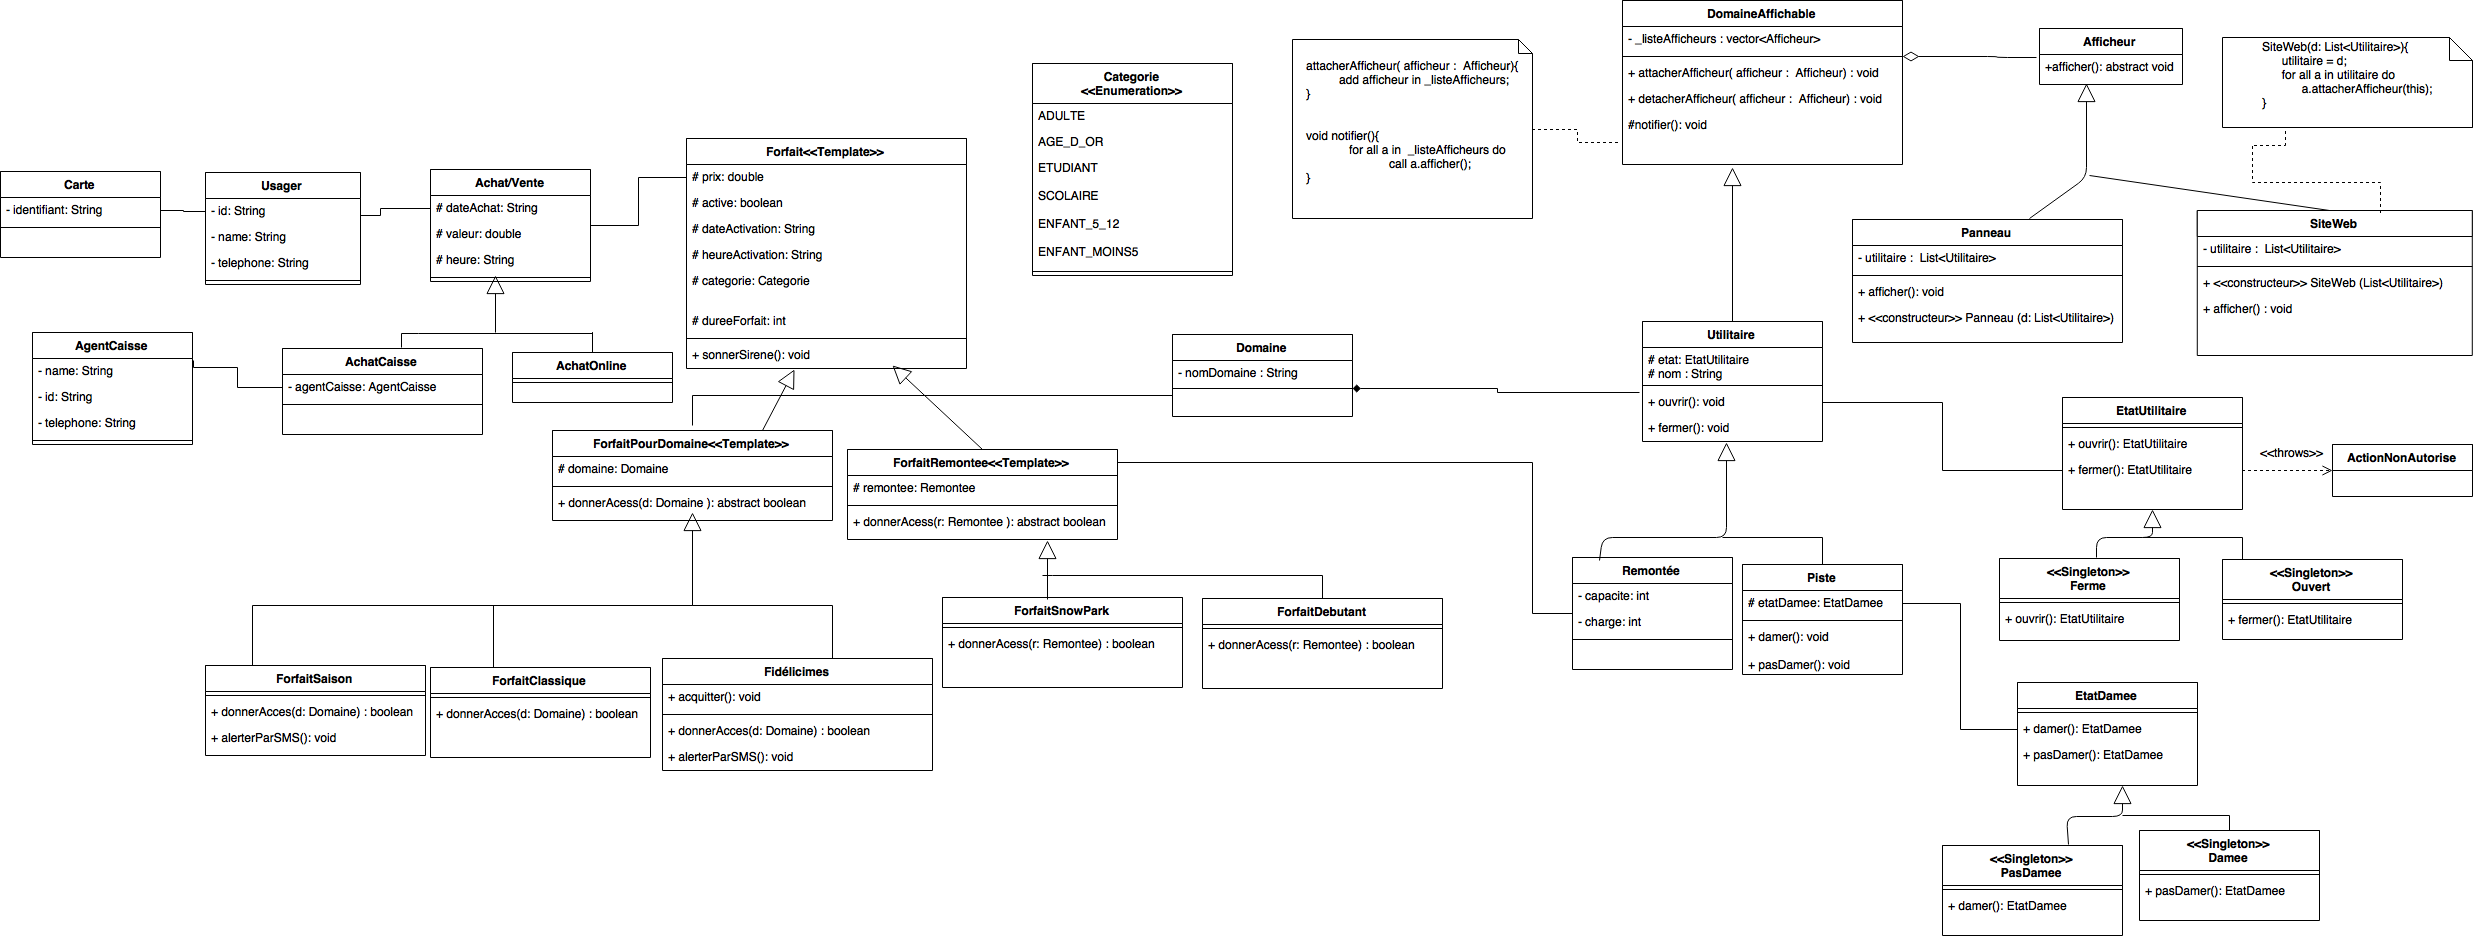 DomaineAffichable
- _listeAfficheurs : vector<Afficheur>
+ attacherAfficheur( afficheur :  Afficheur) : void
+ detacherAfficheur( afficheur :  Afficheur) : void
#notifier(): void
Afficheur
+afficher(): abstract void
SiteWeb(d: List<Utilitaire>){
utilitaire = d;
for all a in utilitaire do
a.attacherAfficheur(this);
}
attacherAfficheur( afficheur :  Afficheur){
add afficheur in _listeAfficheurs;
}
void notifier(){
for all a in  _listeAfficheurs do
call a.afficher();
}
Categorie
<<Enumeration>>
ADULTE
AGE_D_OR
ETUDIANT
SCOLAIRE
ENFANT_5_12
ENFANT_MOINS5
Forfait<<Template>>
# prix: double
# active: boolean
# dateActivation: String
# heureActivation: String
# categorie: Categorie
# dureeForfait: int
+ sonnerSirene(): void
Carte
- identifiant: String
Usager
- id: String
- name: String
- telephone: String
Achat/Vente
# dateAchat: String
# valeur: double
# heure: String
Panneau
- utilitaire :  List<Utilitaire>
+ afficher(): void
+ <<constructeur>> Panneau (d: List<Utilitaire>)
SiteWeb
- utilitaire :  List<Utilitaire>
+ <<constructeur>> SiteWeb (List<Utilitaire>)
+ afficher() : void
AgentCaisse
- name: String
- id: String
- telephone: String
AchatCaisse
- agentCaisse: AgentCaisse
AchatOnline
Domaine
- nomDomaine : String
Utilitaire
# etat: EtatUtilitaire
# nom : String
+ ouvrir(): void
+ fermer(): void
EtatUtilitaire
+ ouvrir(): EtatUtilitaire
+ fermer(): EtatUtilitaire
<<throws>>
ActionNonAutorise
ForfaitPourDomaine<<Template>>
# domaine: Domaine
+ donnerAcess(d: Domaine ): abstract boolean
ForfaitRemontee<<Template>>
# remontee: Remontee
+ donnerAcess(r: Remontee ): abstract boolean
Remontée
- capacite: int
- charge: int
Piste
# etatDamee: EtatDamee
+ damer(): void
+ pasDamer(): void
<<Singleton>>
Ferme
+ ouvrir(): EtatUtilitaire
<<Singleton>>
Ouvert
+ fermer(): EtatUtilitaire
ForfaitSnowPark
+ donnerAcess(r: Remontee) : boolean
ForfaitDebutant
+ donnerAcess(r: Remontee) : boolean
ForfaitSaison
+ donnerAcces(d: Domaine) : boolean
+ alerterParSMS(): void
ForfaitClassique
+ donnerAcces(d: Domaine) : boolean
Fidélicimes
+ acquitter(): void
+ donnerAcces(d: Domaine) : boolean
+ alerterParSMS(): void
EtatDamee
+ damer(): EtatDamee
+ pasDamer(): EtatDamee
<<Singleton>>
PasDamee
+ damer(): EtatDamee
<<Singleton>>
Damee
+ pasDamer(): EtatDamee